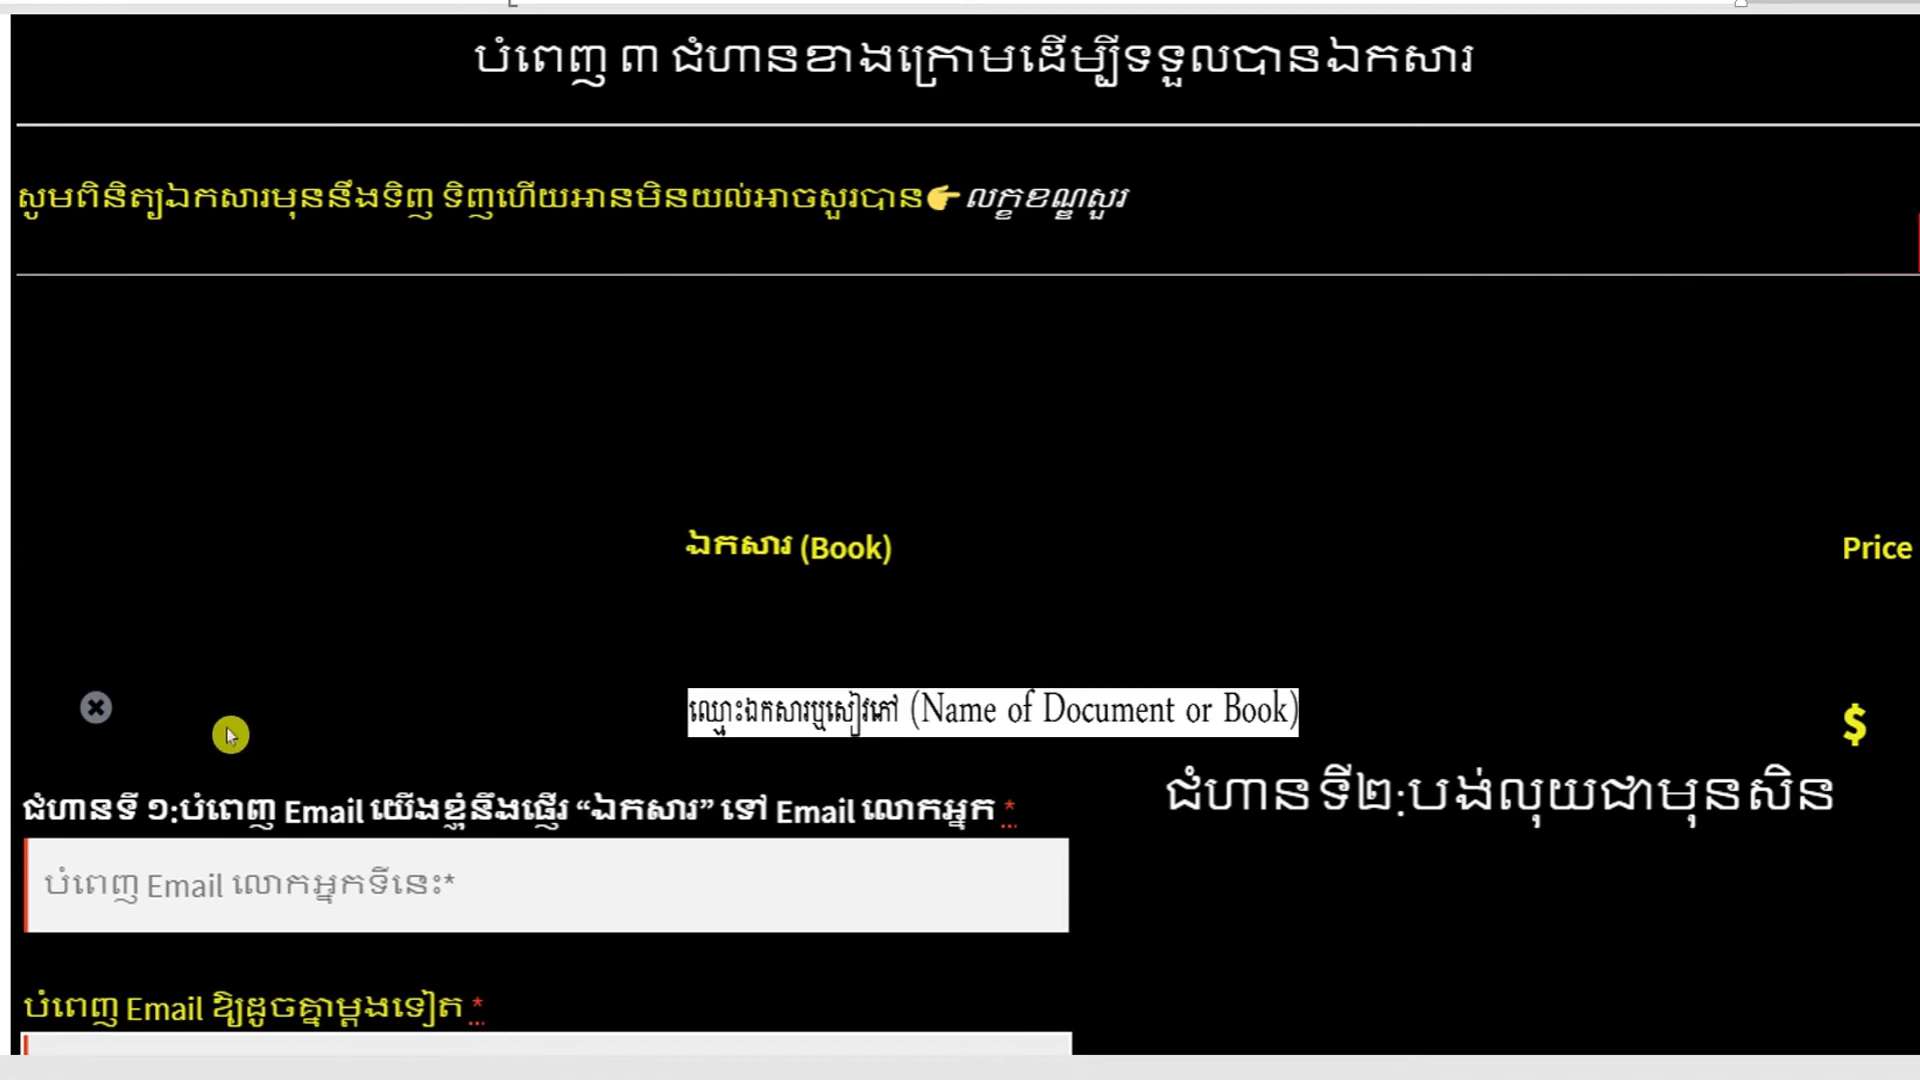 បំពេញ ៣ ជំហានខាងក្រោមដើម្បីទទួលបានឯកសារ
សូមពិនិត្យឯកសារមុននឹងទិញ ទិញហើយអានមិនយល់អាចសួរបាន👉លក្ខខណ្ឌសួរ
ឯកសារ (Book) Price
ឈ្មោះឯកសារឬសៀវភៅ (Name of Document or Book) $
ជំហានទី ១:បំពេញ Email យើងខ្ញុំនឹងផ្ញើរ “ឯកសារ” ទៅ Email លោកអ្នក *
ជំហានទី២:បង់លុយជាមុនសិន
បំពេញ Email លោកអ្នកទីនេះ*
បំពេញ Email ឱ្យដូចគ្នាម្ដងទៀត *